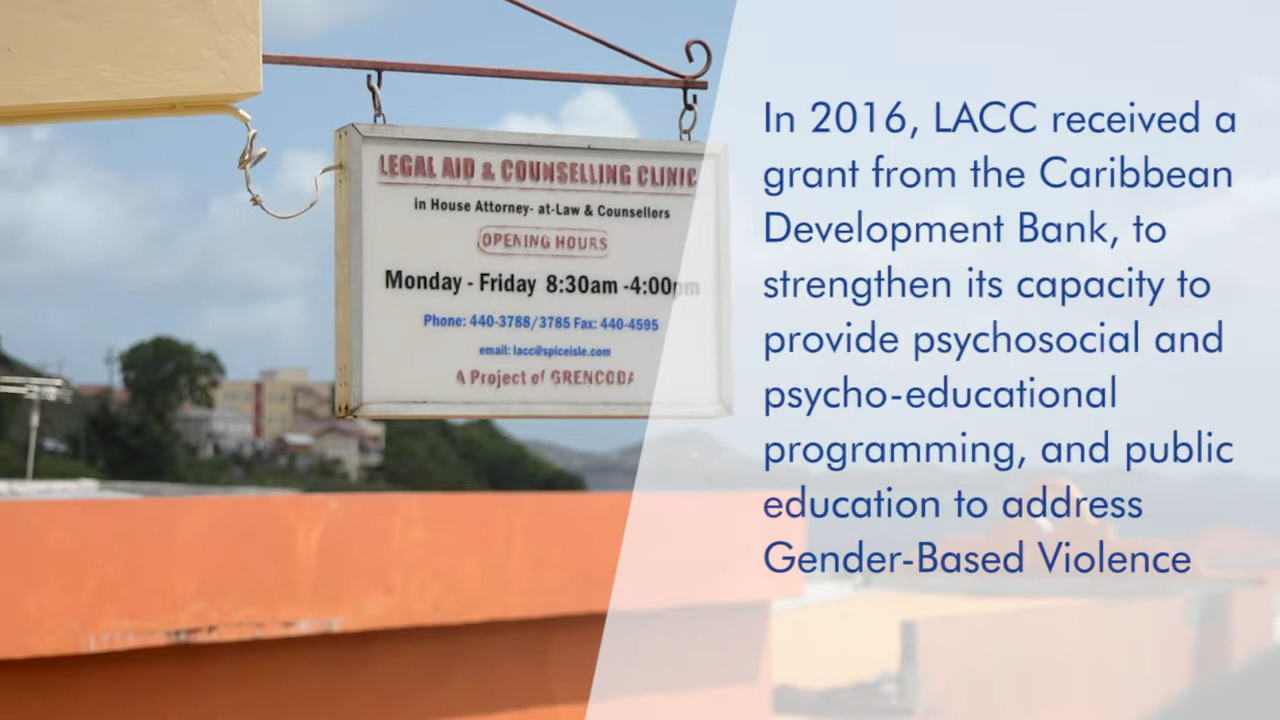 LEGAL AID & COUNSELLING CLINIC
in House Attorney- at-Law & Counsellors
OPENING HOURS
Monday - Friday 8:30am -4:00pm
Phone: 440-3788/3785 Fax: 440-4595
email: lacc@spiceisle.com
A Project of GRENCODA
In 2016, LACC received a
grant from the Caribbean
Development Bank, to
strengthen its capacity to
provide psychosocial and
psycho-educational
programming, and public
education to address
Gender-Based Violence